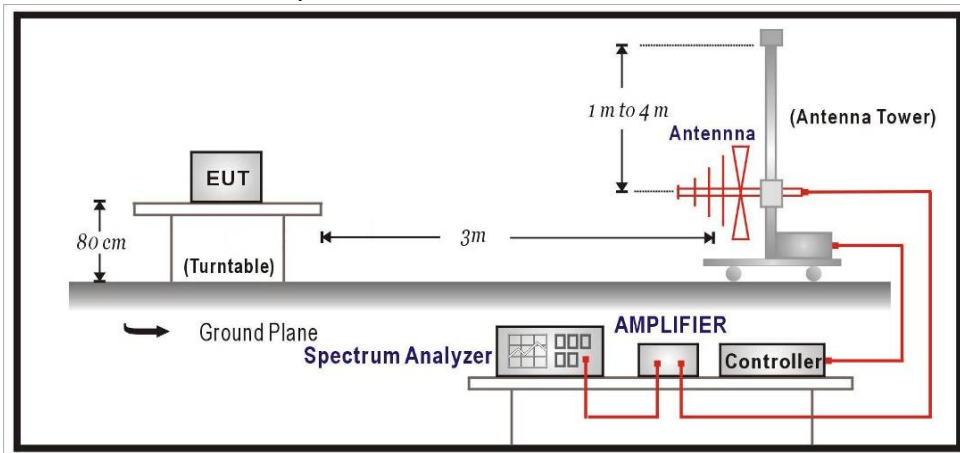 1 m to 4 m
(Antenna Tower)
Antennna
EUT
80 cm
3m
(Turntable)
Ground Plane
AMPLIFIER
Spectrum Analyzer
Controller